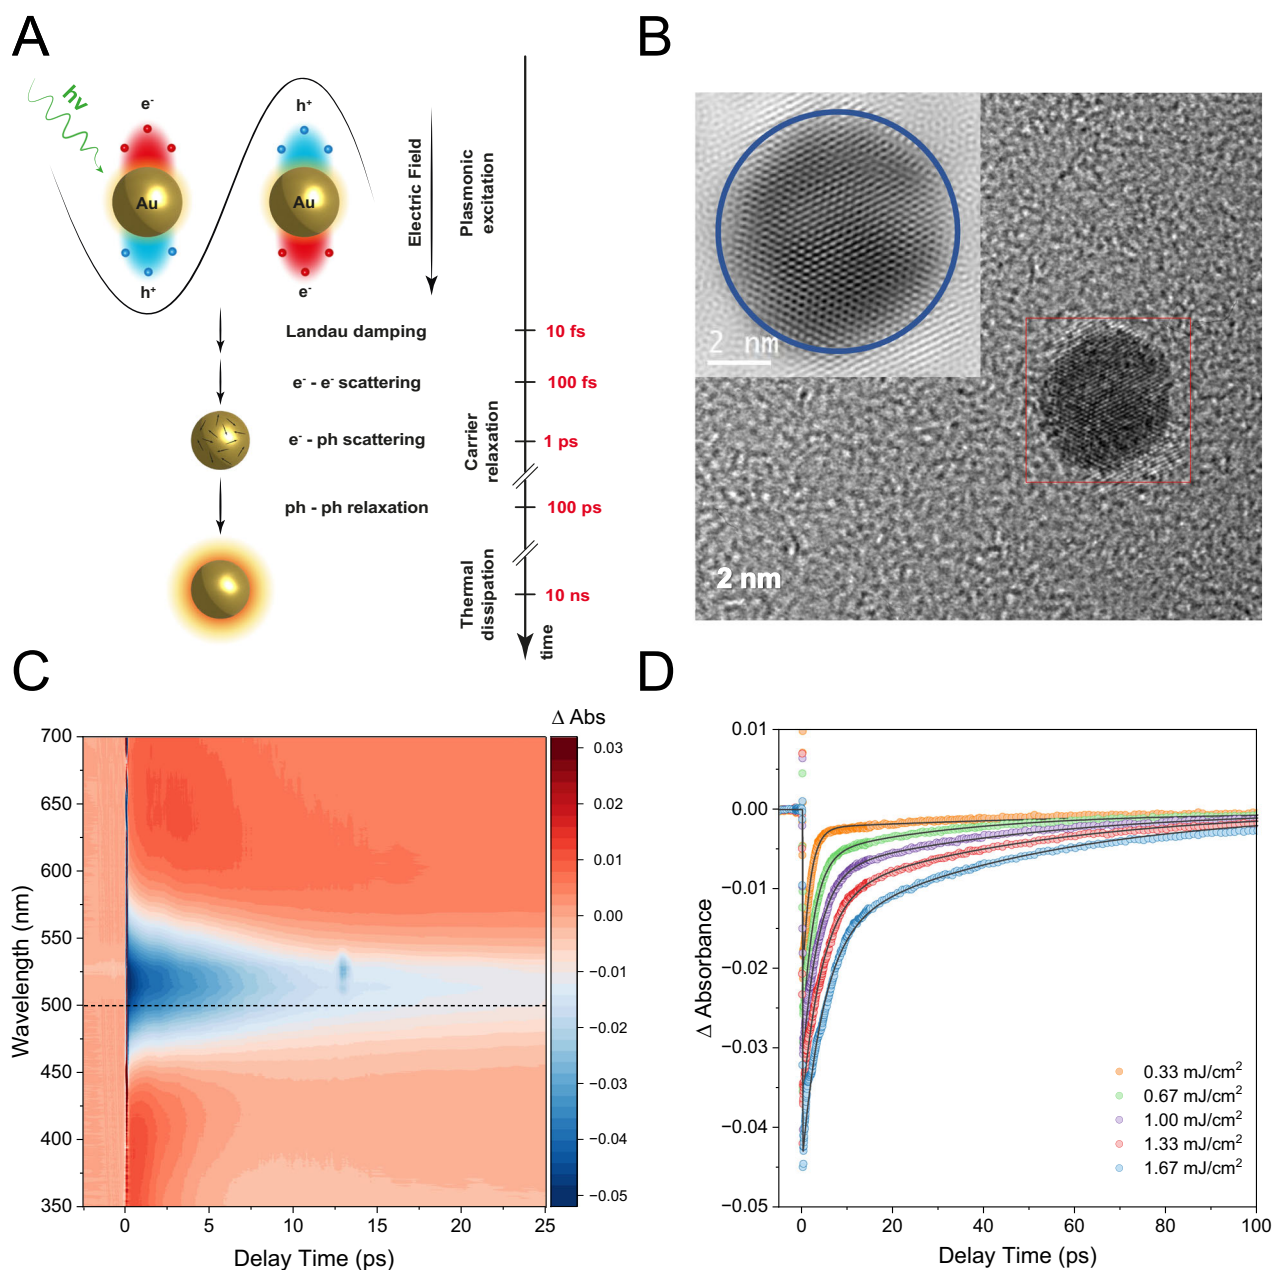 A
hν
e⁻
h⁺
Au
Au
h⁺
e⁻
Electric Field
Plasmonic
excitation
Landau damping
10 fs
e⁻ - e⁻ scattering
100 fs
e⁻ - ph scattering
1 ps
Carrier
relaxation
ph - ph relaxation
100 ps
Thermal
dissipation
10 ns
time
B
2 nm
2 nm
C
Δ Abs
700
650
600
550
500
450
400
350
Wavelength (nm)
0
5
10
15
20
25
Delay Time (ps)
0.03
0.02
0.01
0.00
−0.01
−0.02
−0.03
−0.04
−0.05
D
0.01
0.00
−0.01
−0.02
−0.03
−0.04
−0.05
Δ Absorbance
0.33 mJ/cm²
0.67 mJ/cm²
1.00 mJ/cm²
1.33 mJ/cm²
1.67 mJ/cm²
0
20
40
60
80
100
Delay Time (ps)